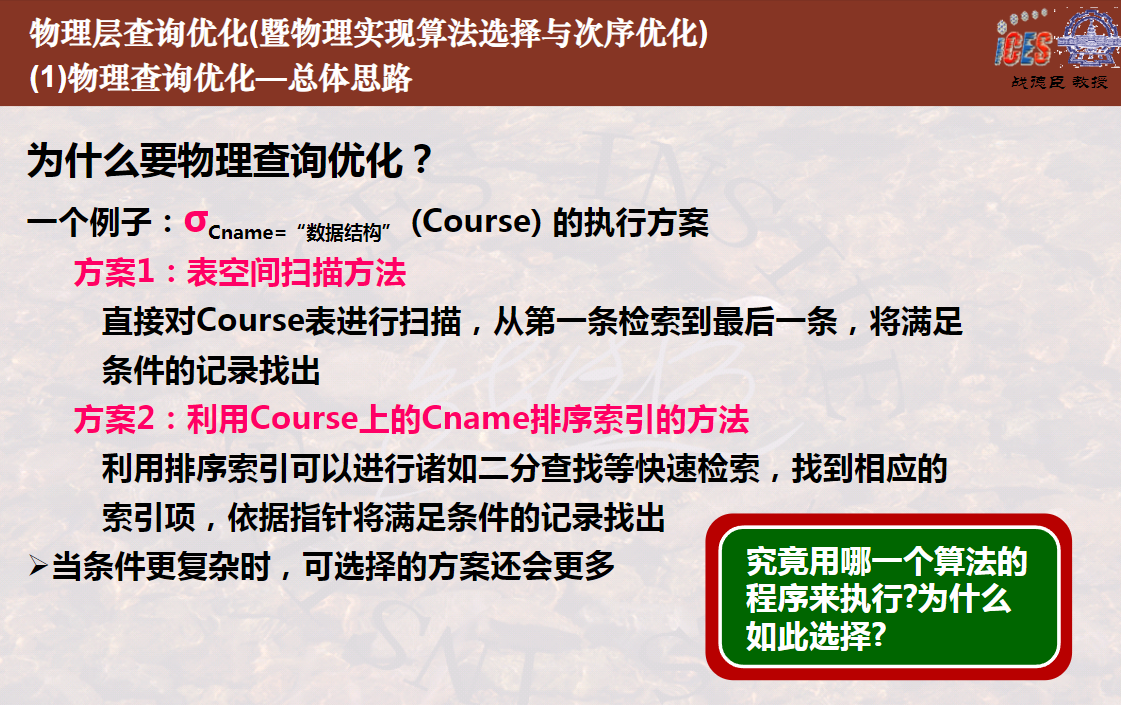 物理层查询优化(暨物理实现算法选择与次序优化)
(1)物理查询优化—总体思路
iCES
战德臣 教授
为什么要物理查询优化？
一个例子：σCname=“数据结构” (Course) 的执行方案
方案1：表空间扫描方法
直接对Course表进行扫描，从第一条检索到最后一条，将满足
条件的记录找出
方案2：利用Course上的Cname排序索引的方法
利用排序索引可以进行诸如二分查找等快速检索，找到相应的
索引项，依据指针将满足条件的记录找出
➢当条件更复杂时，可选择的方案还会更多
究竟用哪一个算法的
程序来执行?为什么
如此选择?